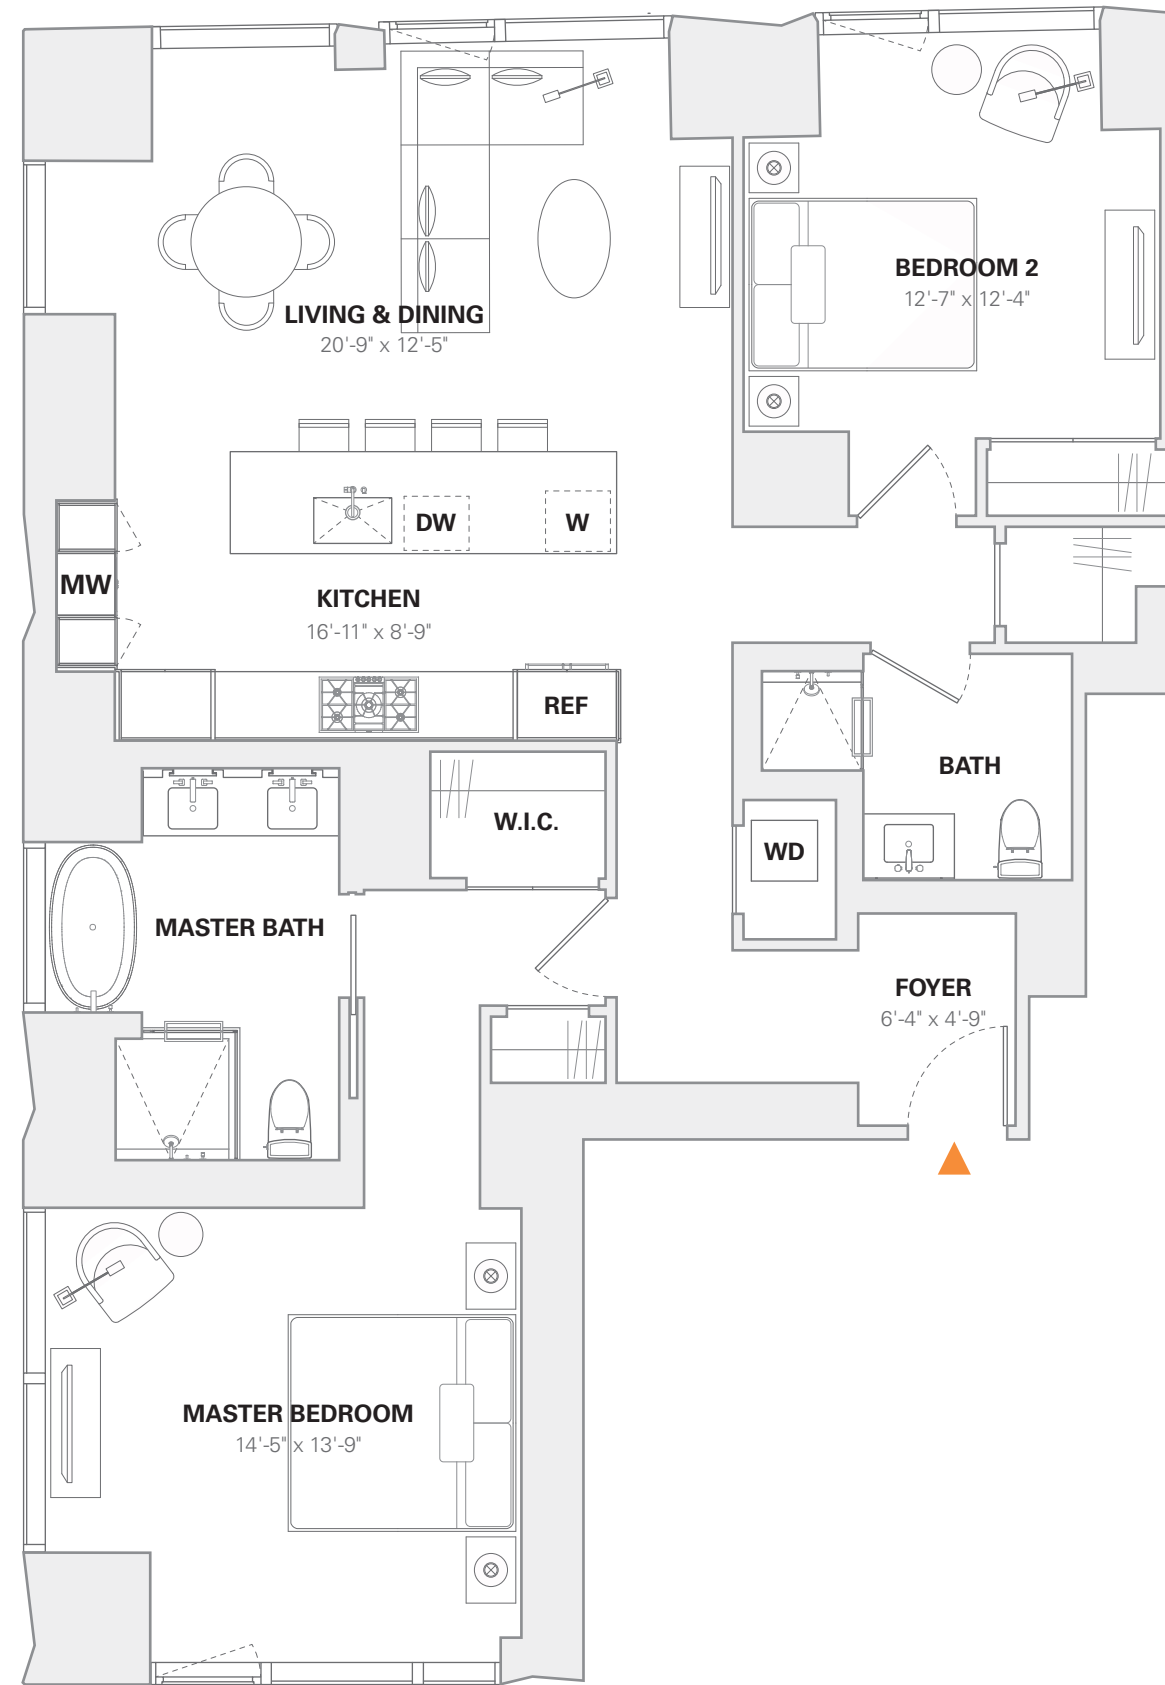 BEDROOM 2
12'-7" x 12'-4"
LIVING & DINING
20'-9" x 12'-5"
DW
W
MW
KITCHEN
16'-11" x 8'-9"
REF
BATH
W.I.C.
WD
MASTER BATH
FOYER
6'-4" x 4'-9"
MASTER BEDROOM
14'-5" x 13'-9"